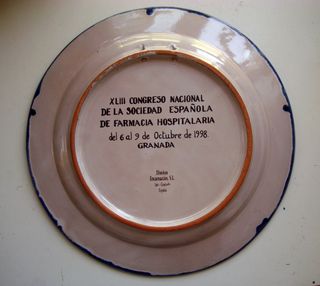 XLIII CONGRESO NACIONAL
DE LA SOCIEDAD ESPAÑOLA
DE FARMACIA HOSPITALARIA
del 6 al 9 de Octubre de 1998.
GRANADA
Encarnación, S.L.